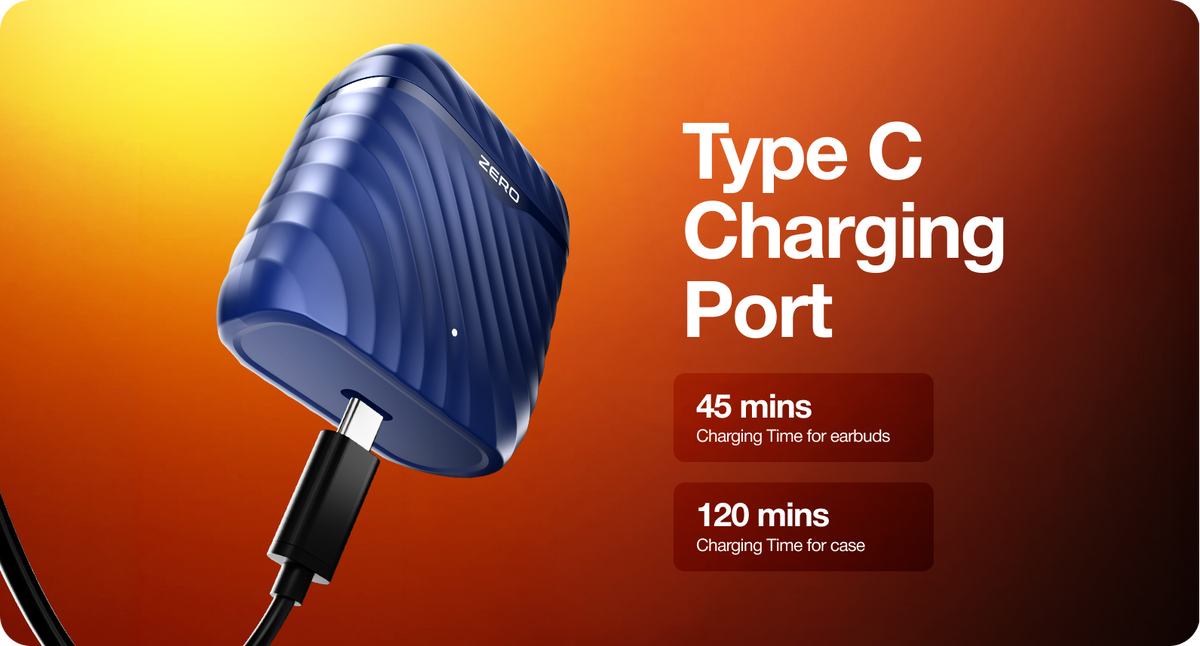 ZERO
Type C
Charging
Port
45 mins
Charging Time for earbuds
120 mins
Charging Time for case